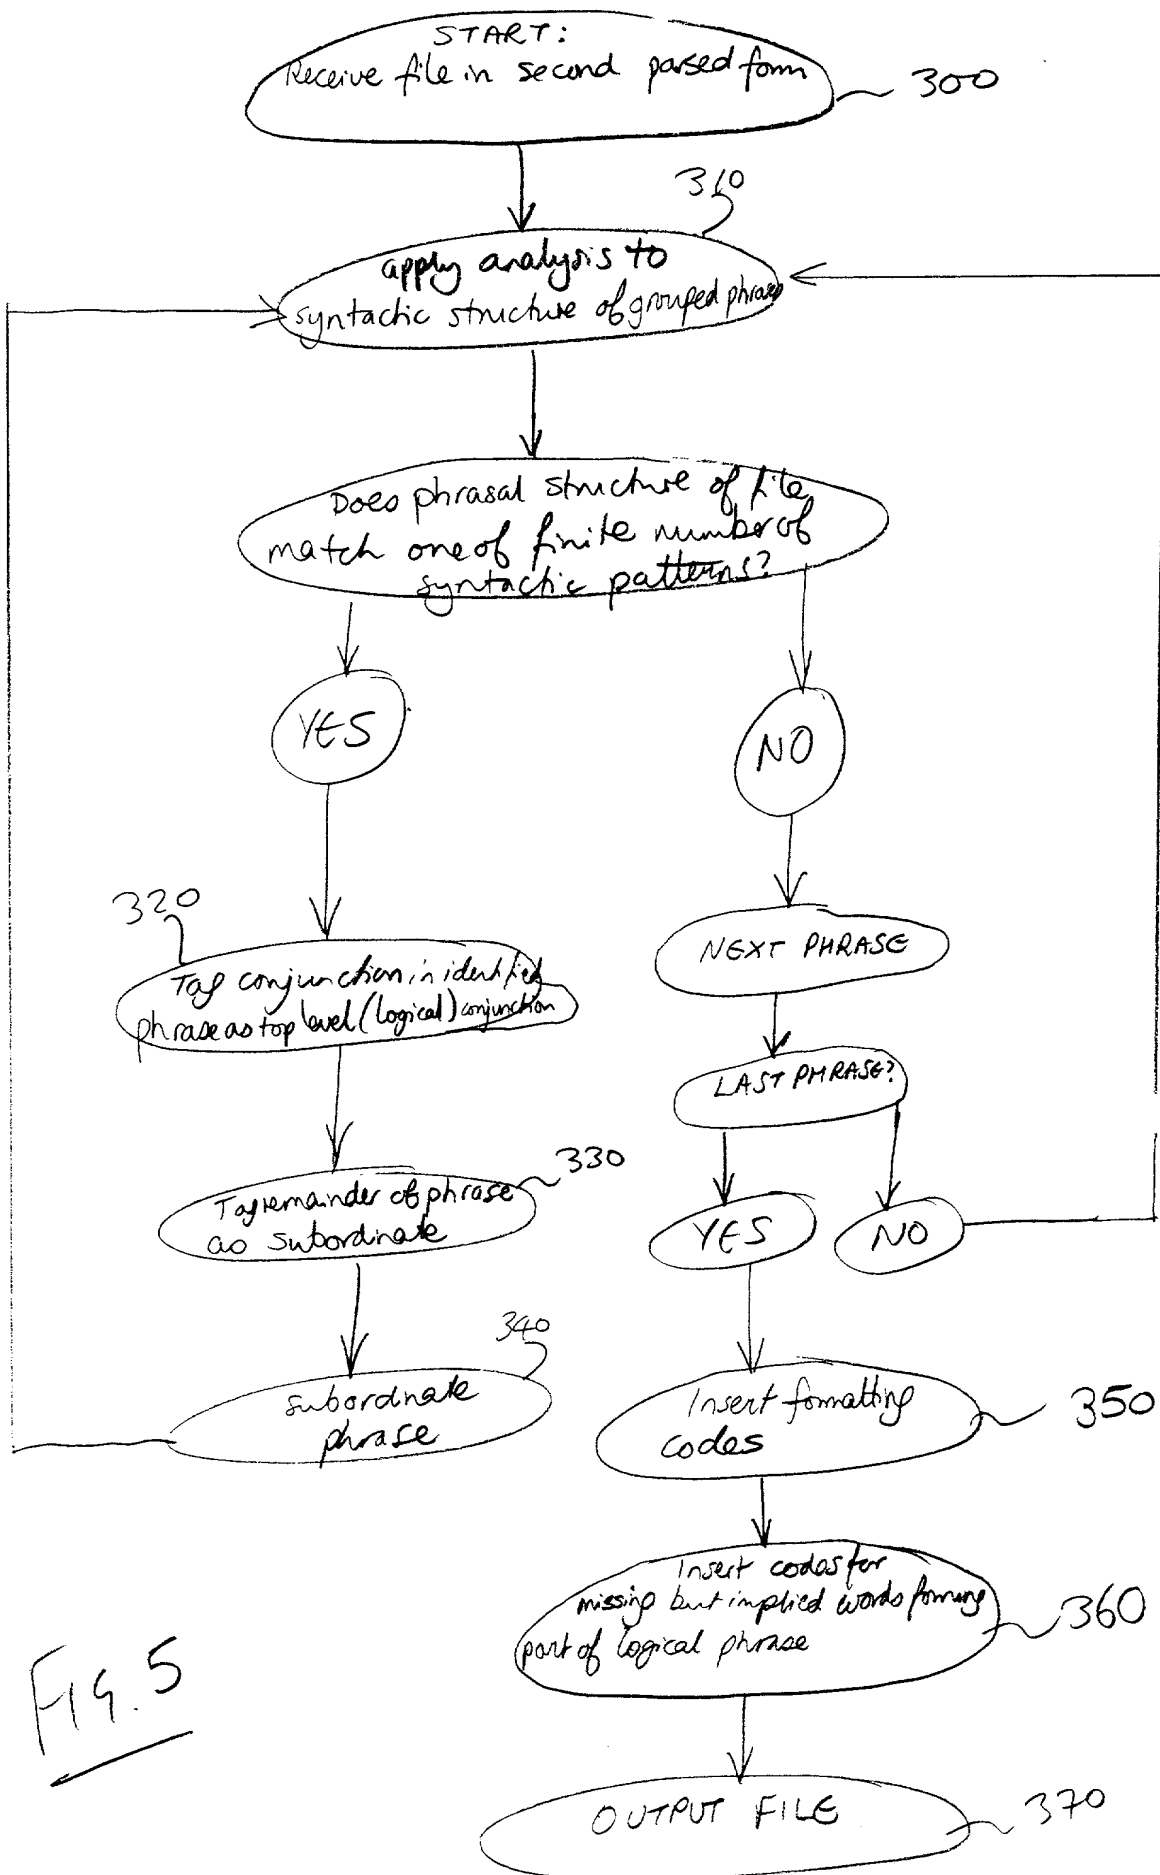 START:
Receive file in second parsed form
300
310
apply analysis to
syntactic structure of grouped phrases
Does phrasal structure of file
match one of finite number of
syntactic patterns?
YES
NO
320
Tag conjunction in identified
phrase as top level (logical) conjunction
NEXT PHRASE
LAST PHRASE?
330
Tag remainder of phrase
as subordinate
YES
NO
340
subordinate
phrase
Insert formatting
codes
350
Insert codes for
missing but implied words forming
part of logical phrase
360
FIG. 5
OUTPUT FILE
370